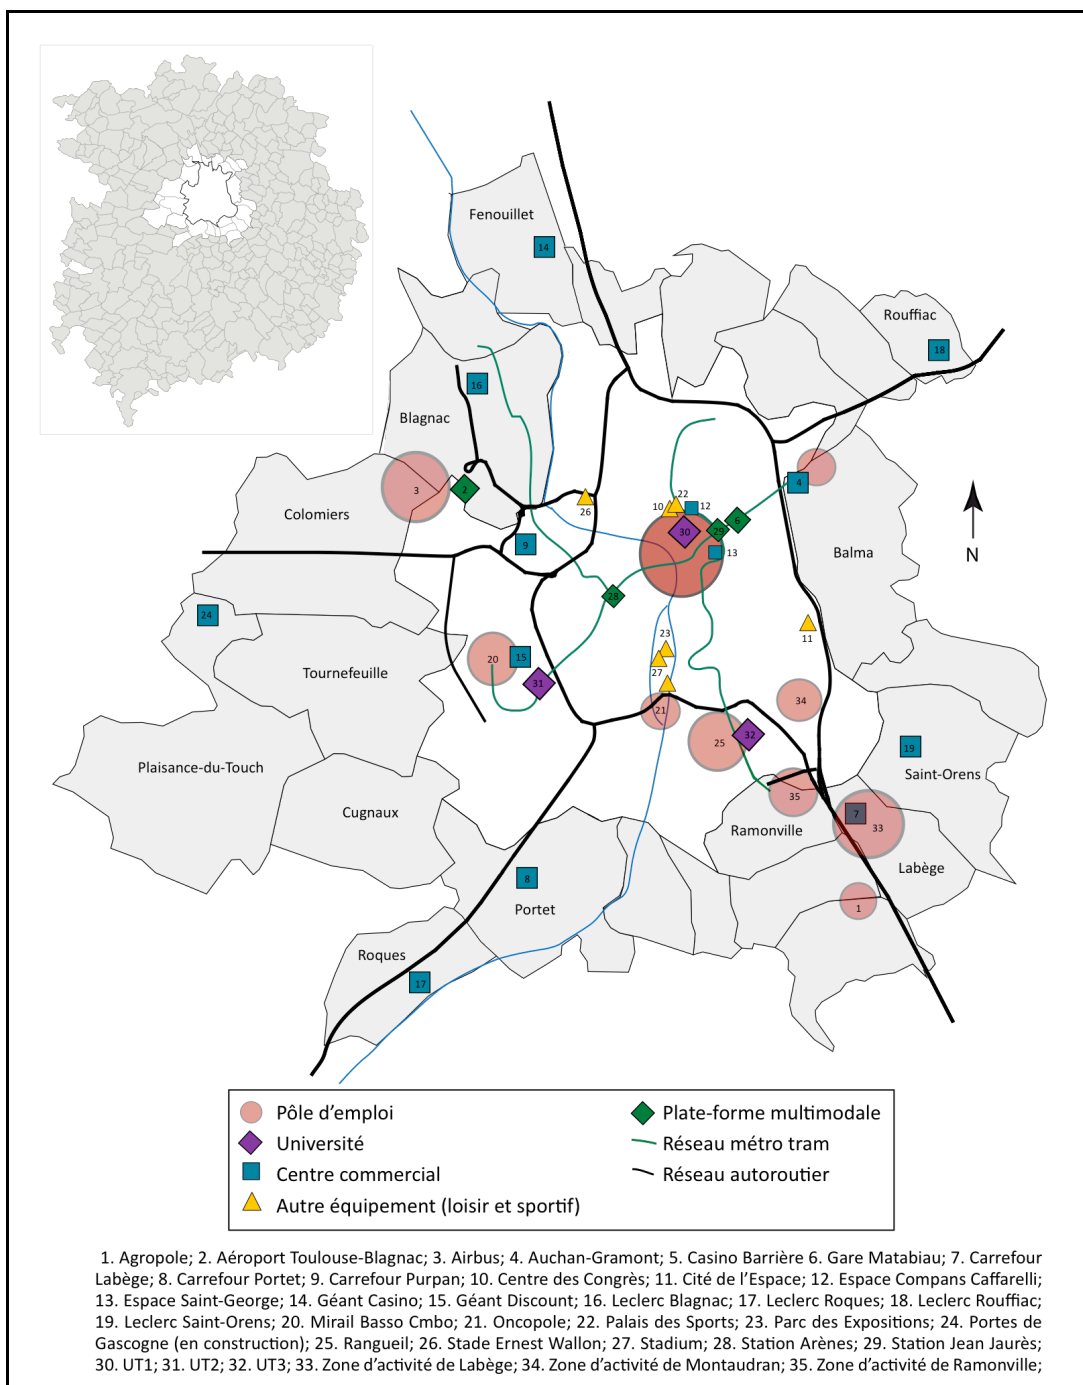 Fenouillet
14
Rouffiac
18
16
Blagnac
3
2
Colomiers
26
9
22
10
12
30
29
6
13
4
Balma
N
28
24
11
23
27
Tournefeuille
20
15
31
21
34
25
32
19
Saint-Orens
Plaisance-du-Touch
Cugnaux
35
Ramonville
7
33
Labège
8
Portet
1
Roques
17
Pôle d'emploi
Université
Centre commercial
Autre équipement (loisir et sportif)
Plate-forme multimodale
Réseau métro tram
Réseau autoroutier
1. Agropole; 2. Aéroport Toulouse-Blagnac; 3. Airbus; 4. Auchan-Gramont; 5. Casino Barrière 6. Gare Matabiau; 7. Carrefour
Labège; 8. Carrefour Portet; 9. Carrefour Purpan; 10. Centre des Congrès; 11. Cité de l'Espace; 12. Espace Compans Caffarelli;
13. Espace Saint-George; 14. Géant Casino; 15. Géant Discount; 16. Leclerc Blagnac; 17. Leclerc Roques; 18. Leclerc Rouffiac;
19. Leclerc Saint-Orens; 20. Mirail Basso Cmbo; 21. Oncopole; 22. Palais des Sports; 23. Parc des Expositions; 24. Portes de
Gascogne (en construction); 25. Rangueil; 26. Stade Ernest Wallon; 27. Stadium; 28. Station Arènes; 29. Station Jean Jaurès;
30. UT1; 31. UT2; 32. UT3; 33. Zone d'activité de Labège; 34. Zone d'activité de Montaudran; 35. Zone d'activité de Ramonville;